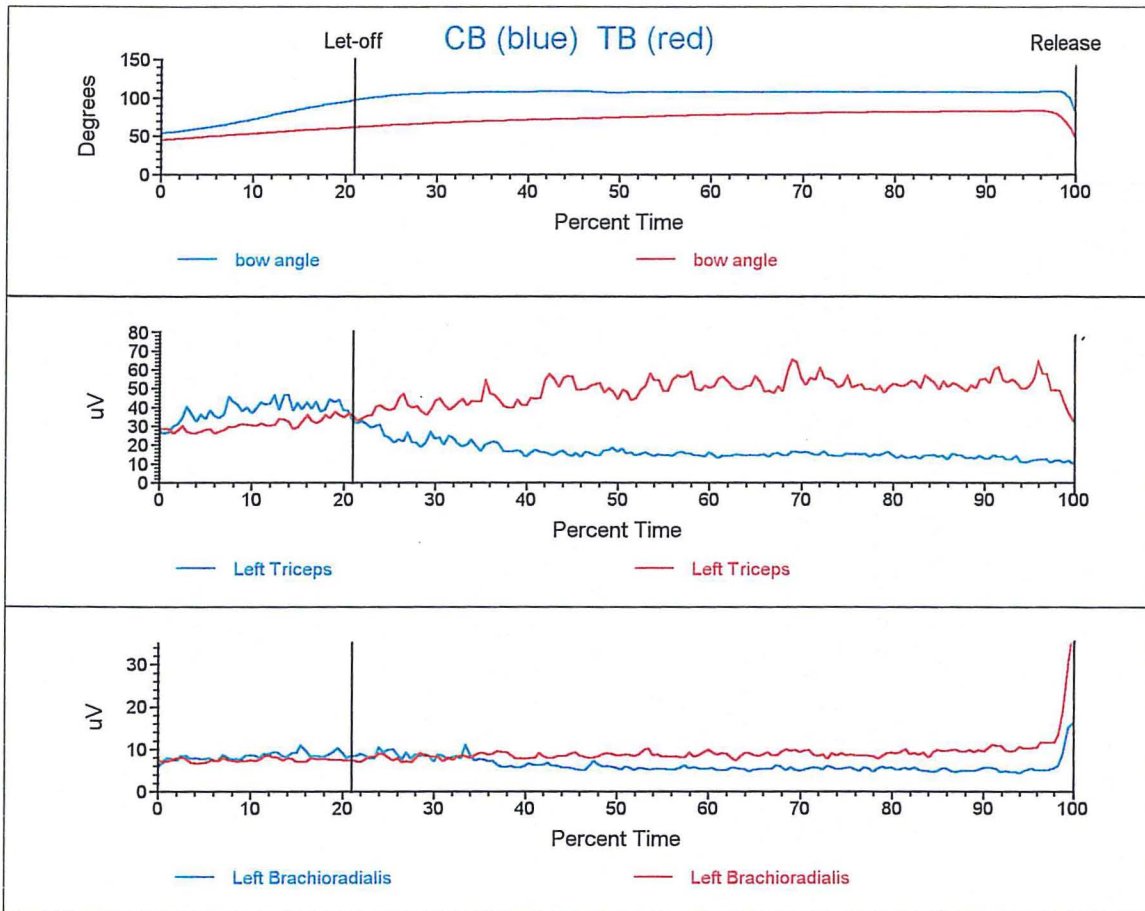 Let-off
CB (blue) TB (red)
Release
150
100
50
0
Degrees
0 10 20 30 40 50 60 70 80 90 100
Percent Time
bow angle bow angle
80
70
60
50
40
30
20
10
0
uV
0 10 20 30 40 50 60 70 80 90 100
Percent Time
Left Triceps Left Triceps
30
20
10
0
uV
0 10 20 30 40 50 60 70 80 90 100
Percent Time
Left Brachioradialis Left Brachioradialis